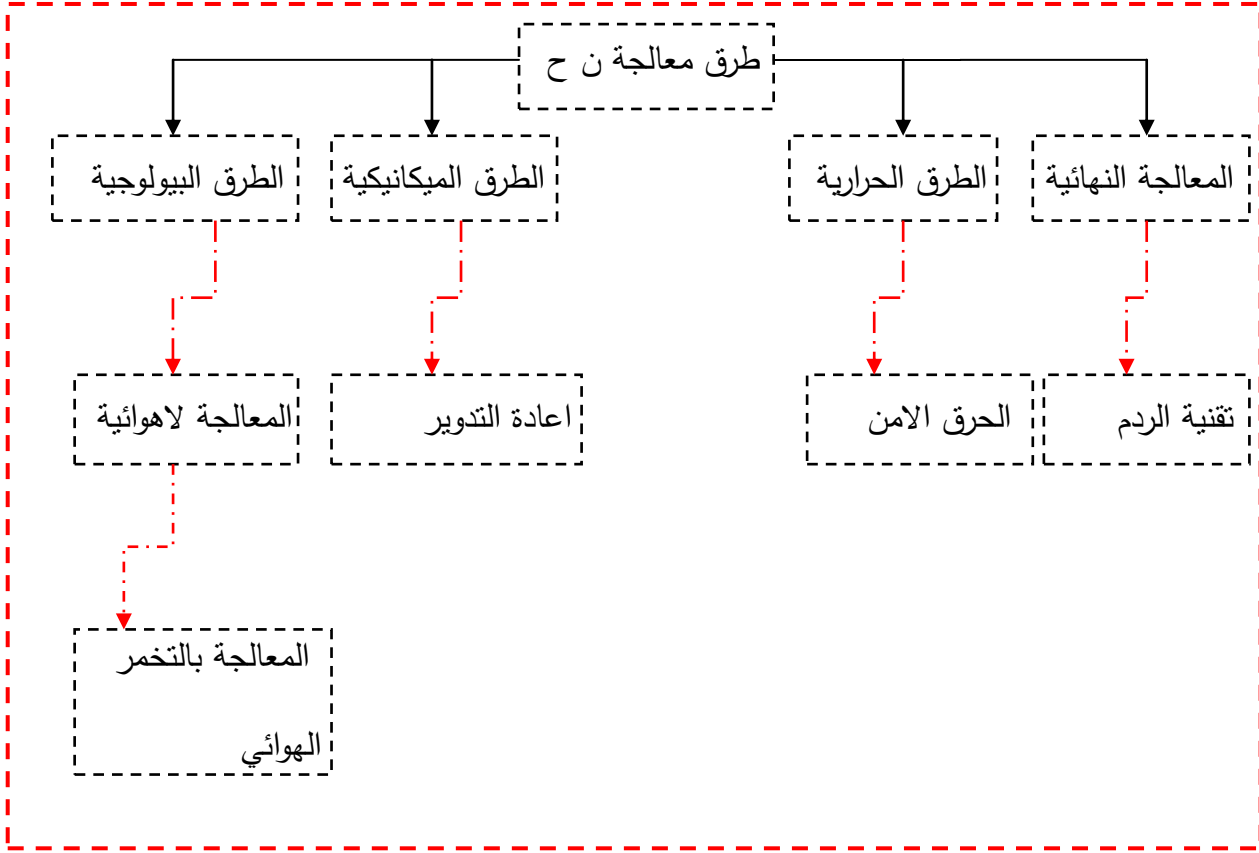 طرق معالجة ن ح
المعالجة النهائية
الطرق الحرارية
الطرق الميكانيكية
الطرق البيولوجية
تقنية الردم
الحرق الامن
اعادة التدوير
المعالجة لاهوائية
المعالجة بالتخمر
الهوائي